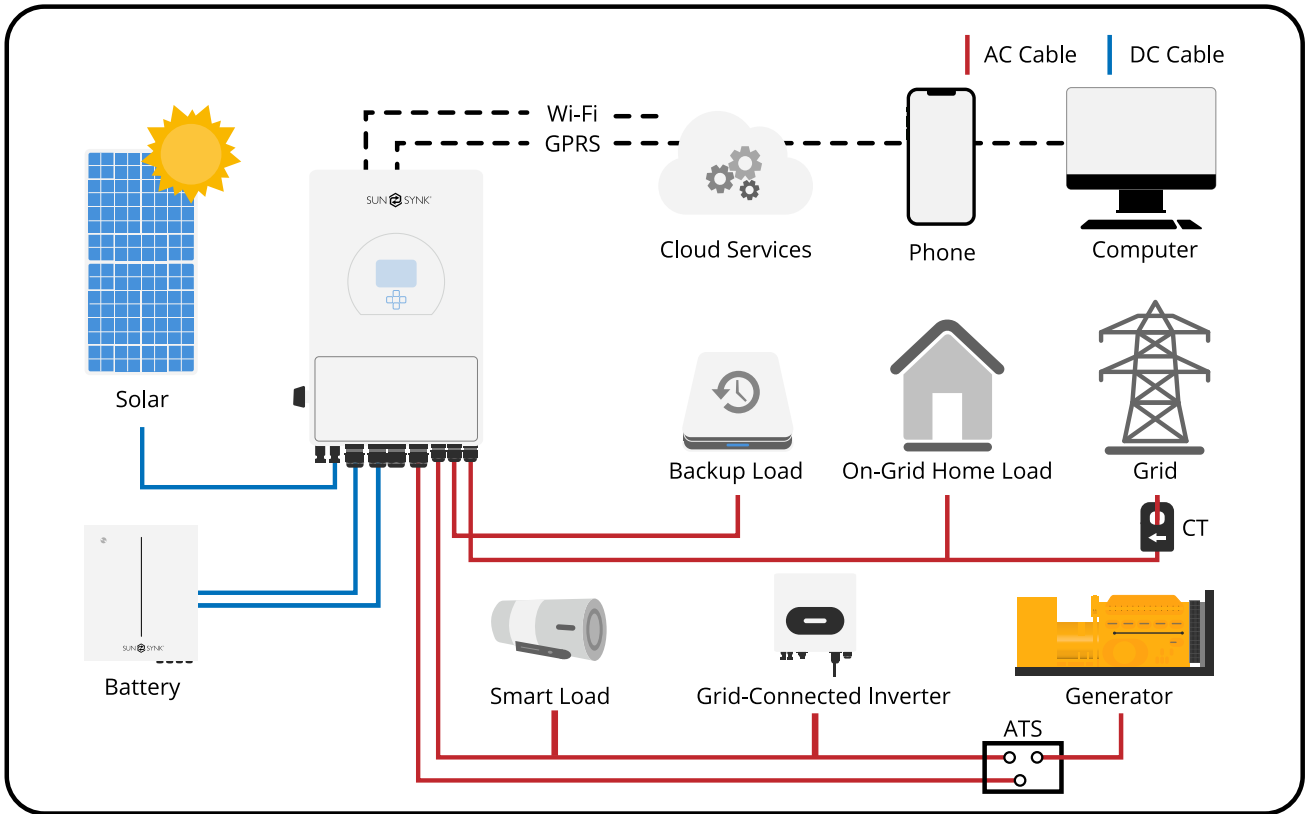 AC Cable
DC Cable
Wi-Fi
GPRS
SUN SYNK
Cloud Services
Phone
Computer
Solar
Backup Load
On-Grid Home Load
Grid
CT
SUN SYNK
Battery
Smart Load
Grid-Connected Inverter
Generator
ATS